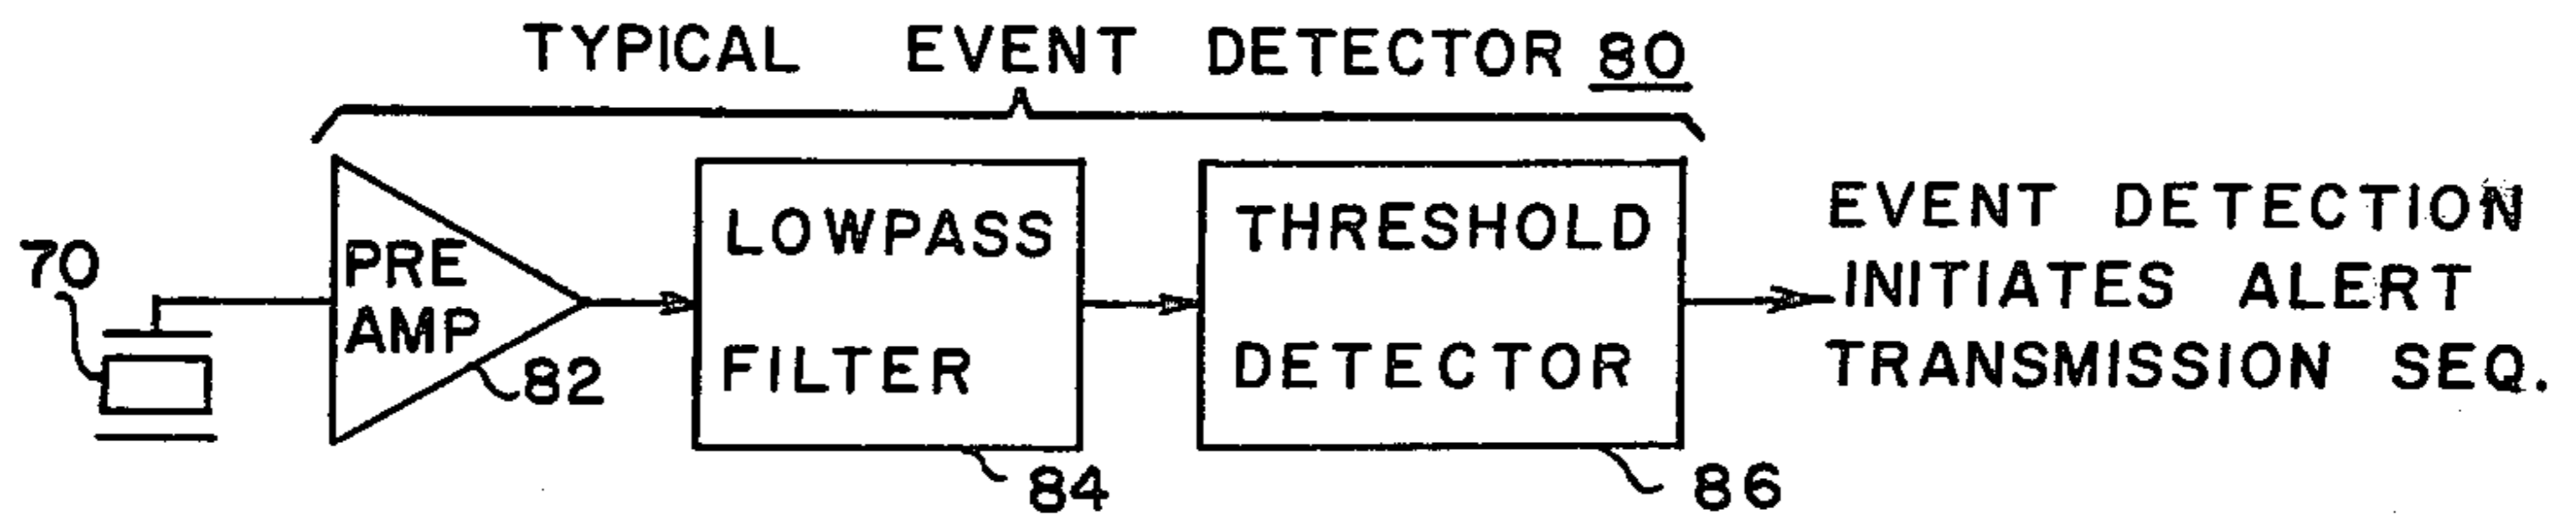 TYPICAL EVENT DETECTOR 80
70
PRE
AMP
82
LOWPASS
FILTER
84
THRESHOLD
DETECTOR
86
EVENT DETECTION
INITIATES ALERT
TRANSMISSION SEQ.